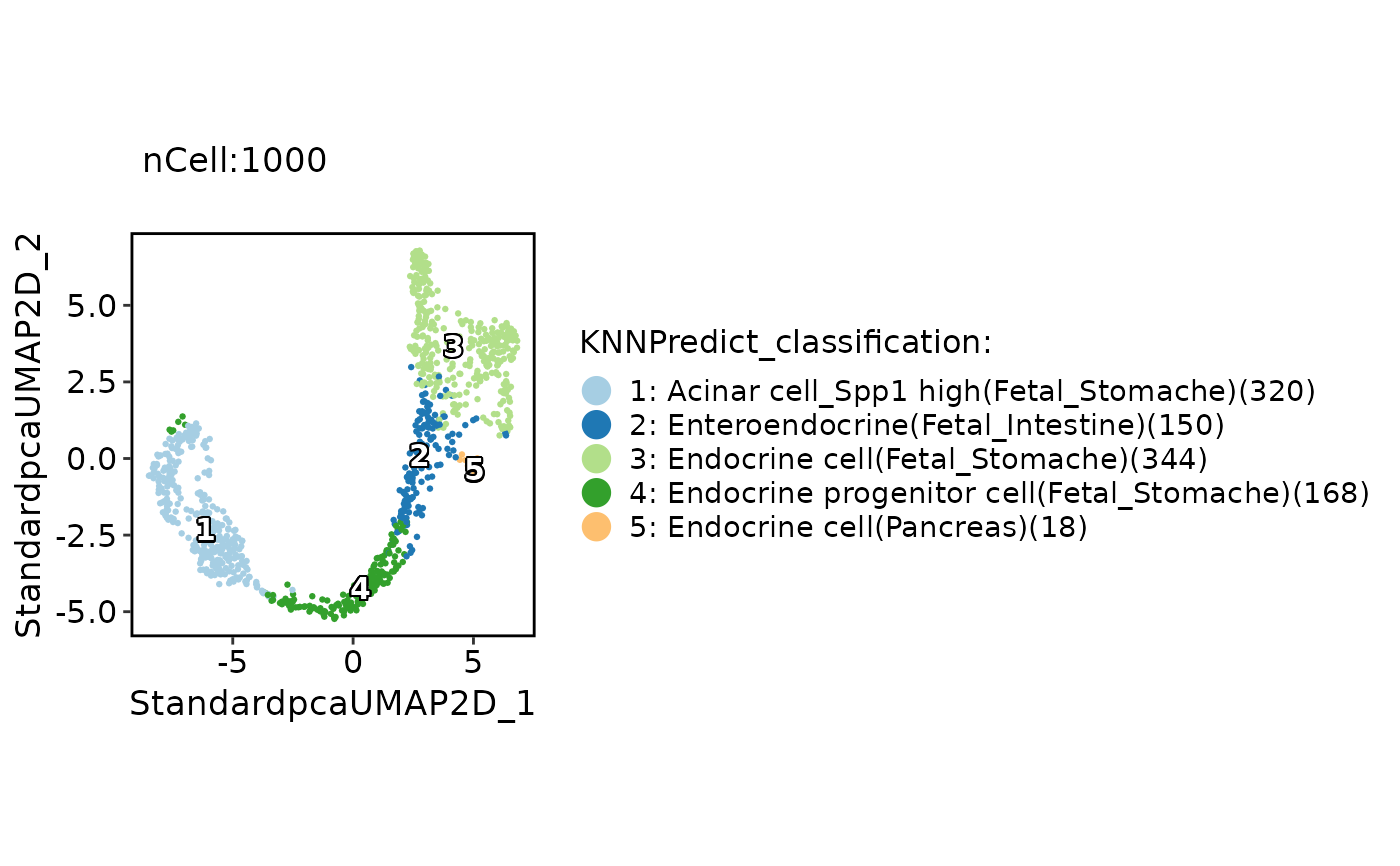 nCell:1000
StandardpcaUMAP2D_2
5.0
2.5
0.0
-2.5
-5.0
3
2
5
1
4
-5
0
5
StandardpcaUMAP2D_1
KNNPredict_classification:
1: Acinar cell_Spp1 high(Fetal_Stomache)(320)
2: Enteroendocrine(Fetal_Intestine)(150)
3: Endocrine cell(Fetal_Stomache)(344)
4: Endocrine progenitor cell(Fetal_Stomache)(168)
5: Endocrine cell(Pancreas)(18)